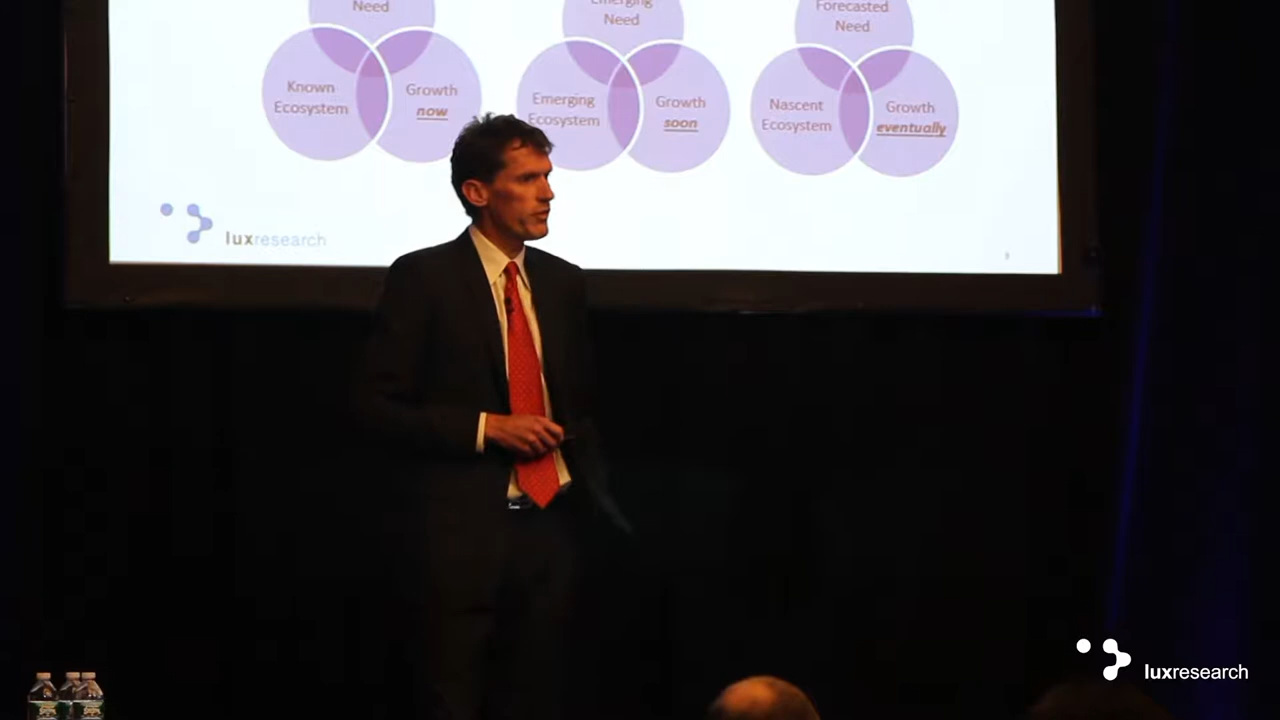 Need
Known
Ecosystem
Growth
now
Emerging
Need
Emerging
Ecosystem
Growth
soon
Forecasted
Need
Nascent
Ecosystem
Growth
eventually
luxresearch
luxresearch